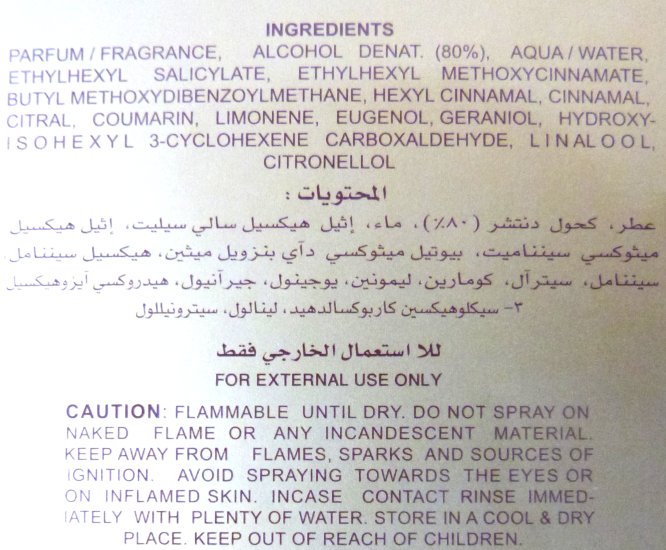 INGREDIENTS
PARFUM / FRAGRANCE, ALCOHOL DENAT. (80%), AQUA / WATER,
ETHYLHEXYL SALICYLATE, ETHYLHEXYL METHOXYCINNAMATE,
BUTYL METHOXYDIBENZOYLMETHANE, HEXYL CINNAMAL, CINNAMAL,
CITRAL, COUMARIN, LIMONENE, EUGENOL, GERANIOL, HYDROXY-
ISOHEXYL 3-CYCLOHEXENE CARBOXALDEHYDE, LINALOOL,
CITRONELLOL
المحتويات :
عطر، كحول دنتشر (٨٠٪)، ماء، إثيل هيكسيل سالي سيليت، إثيل هيكسيل
ميثوكسي سينناميت، بيوتيل ميثوكسي دآي بنزويل ميثين، هيكسيل سيننامل،
سيننامل، سيترآل، كومارين، ليمونين، يوجينول، جيرآنيول، هيدروكسي آيزوهيكسيل
٣- سيكلوهيكسين كاربوكسالدهيد، لينالول، سيترونيللول
للا استعمال الخارجي فقط
FOR EXTERNAL USE ONLY
CAUTION: FLAMMABLE UNTIL DRY. DO NOT SPRAY ON
NAKED FLAME OR ANY INCANDESCENT MATERIAL.
KEEP AWAY FROM FLAMES, SPARKS AND SOURCES OF
IGNITION. AVOID SPRAYING TOWARDS THE EYES OR
ON INFLAMED SKIN. INCASE CONTACT RINSE IMMED-
IATELY WITH PLENTY OF WATER. STORE IN A COOL & DRY
PLACE. KEEP OUT OF REACH OF CHILDREN.